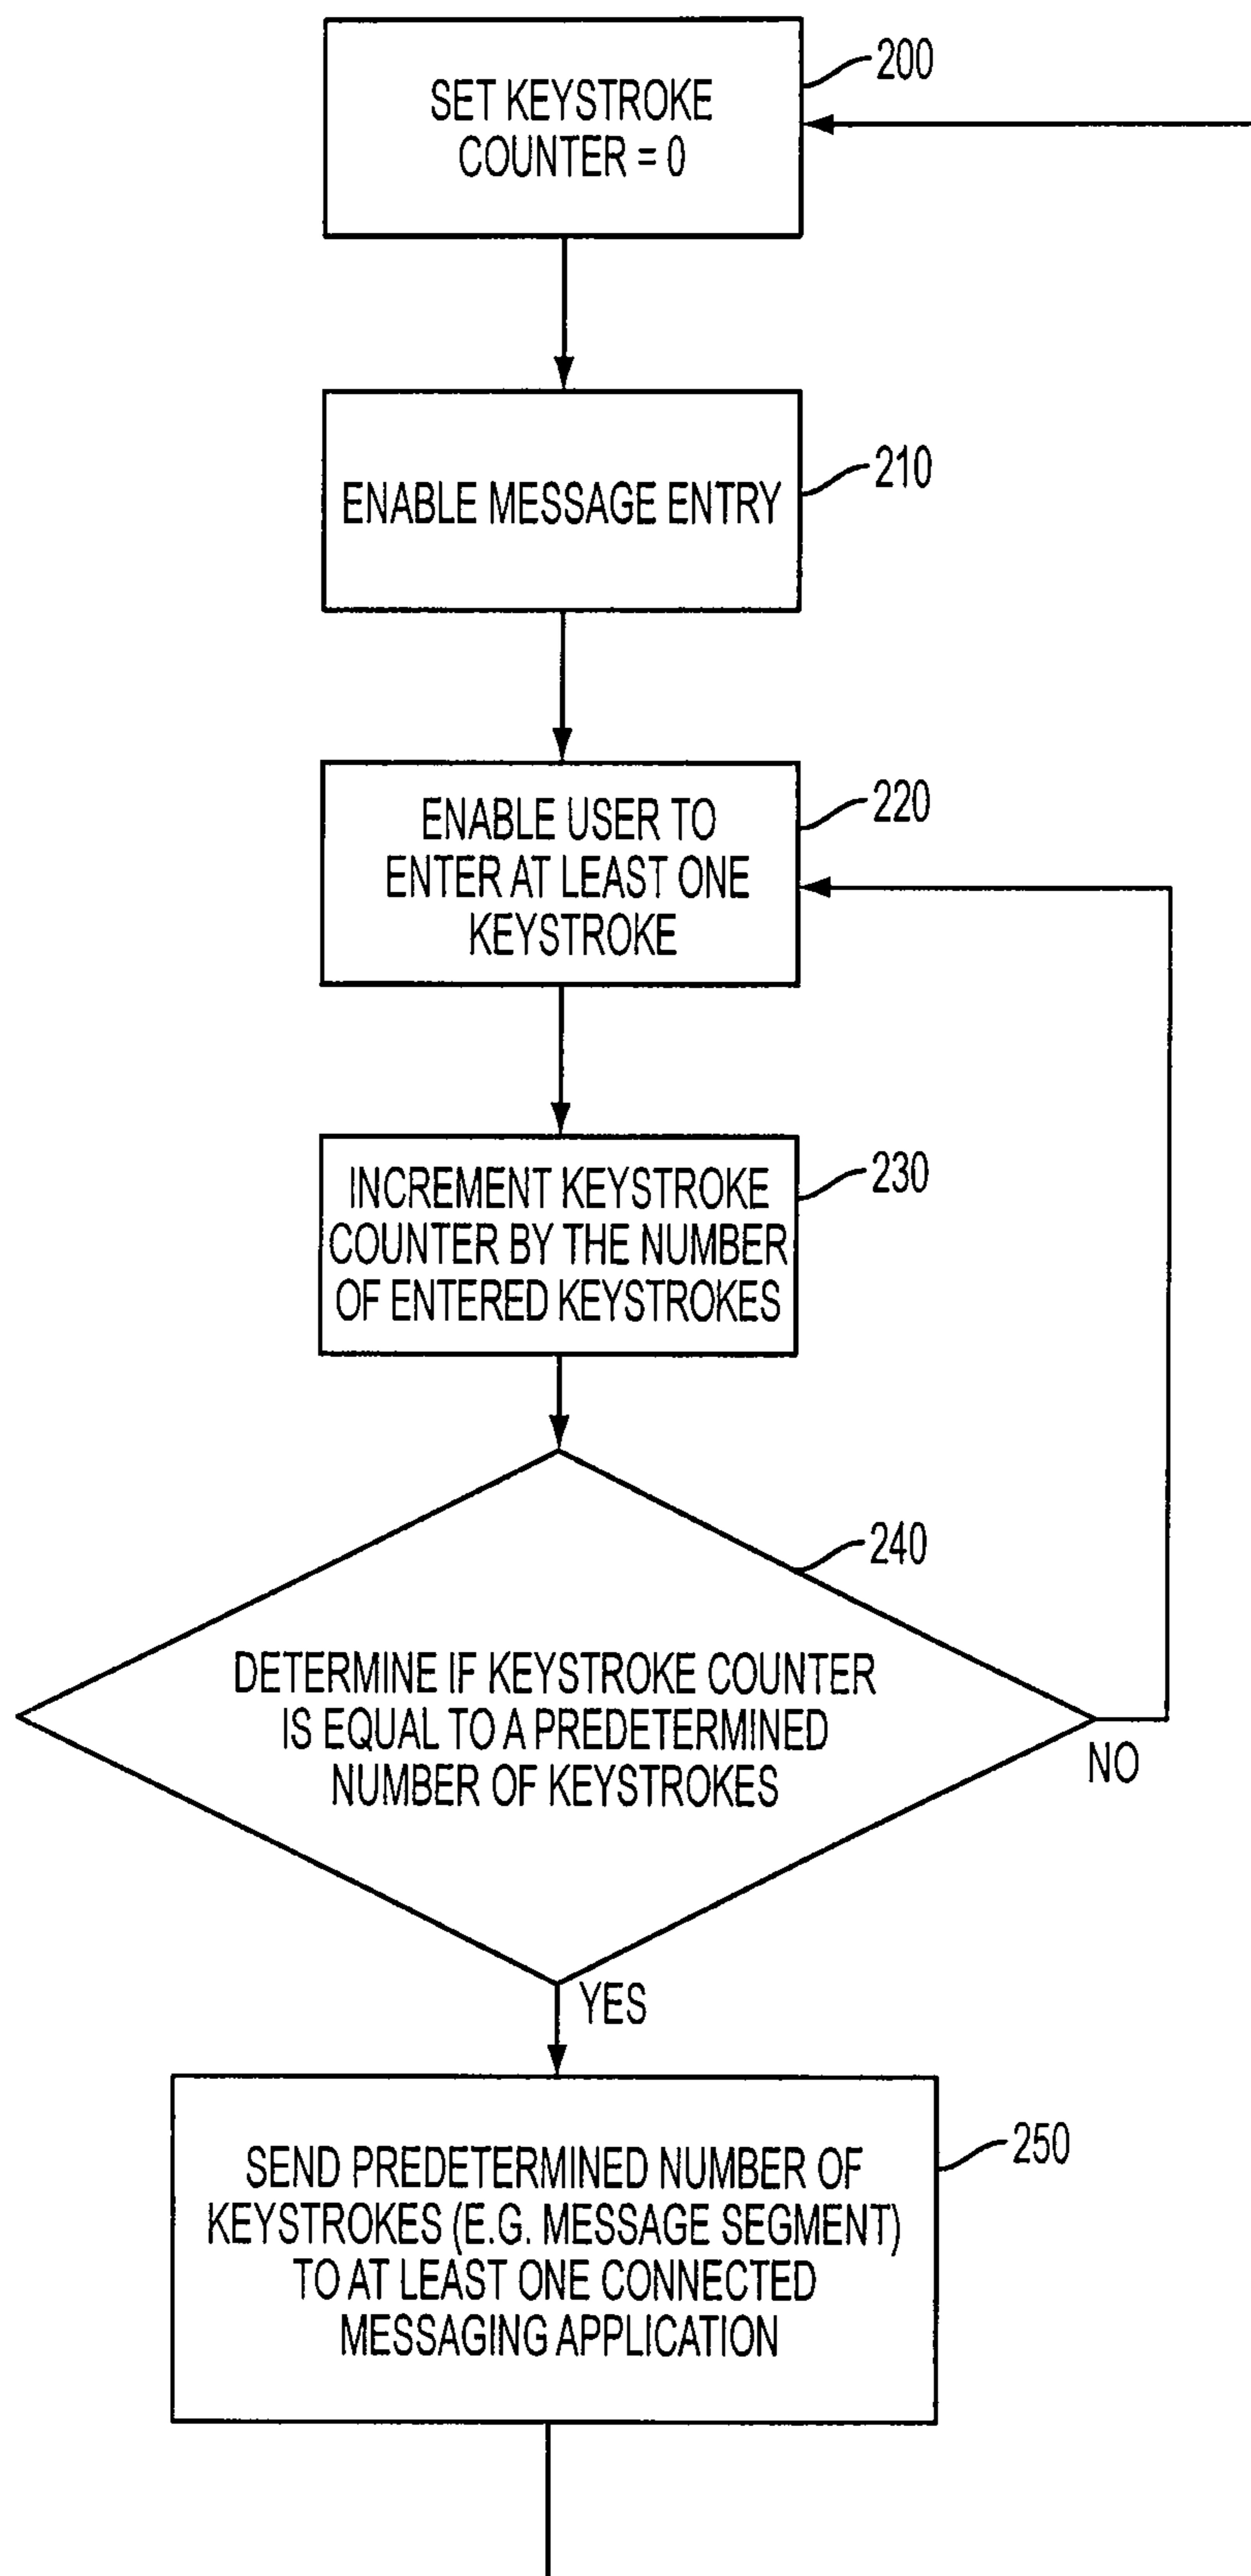 SET KEYSTROKE
COUNTER = 0
200
ENABLE MESSAGE ENTRY
210
ENABLE USER TO
ENTER AT LEAST ONE
KEYSTROKE
220
INCREMENT KEYSTROKE
COUNTER BY THE NUMBER
OF ENTERED KEYSTROKES
230
DETERMINE IF KEYSTROKE COUNTER
IS EQUAL TO A PREDETERMINED
NUMBER OF KEYSTROKES
240
NO
YES
SEND PREDETERMINED NUMBER OF
KEYSTROKES (E.G. MESSAGE SEGMENT)
TO AT LEAST ONE CONNECTED
MESSAGING APPLICATION
250